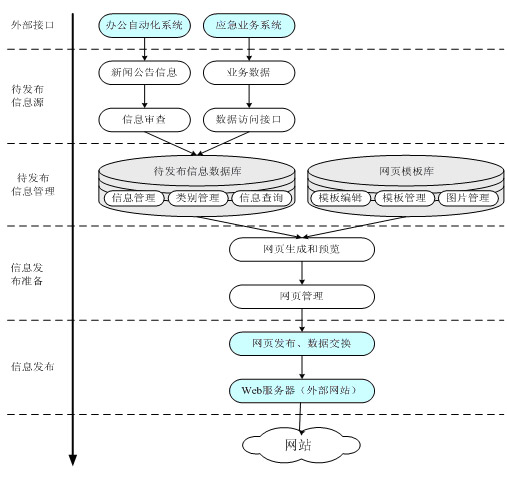 外部接口
办公自动化系统
应急业务系统
待发布
信息源
新闻公告信息
业务数据
信息审查
数据访问接口
待发布
信息管理
待发布信息数据库
网页模板库
信息管理
类别管理
信息查询
模板编辑
模板管理
图片管理
信息发
布准备
网页生成和预览
网页管理
信息发布
网页发布、数据交换
Web服务器（外部网站）
网站